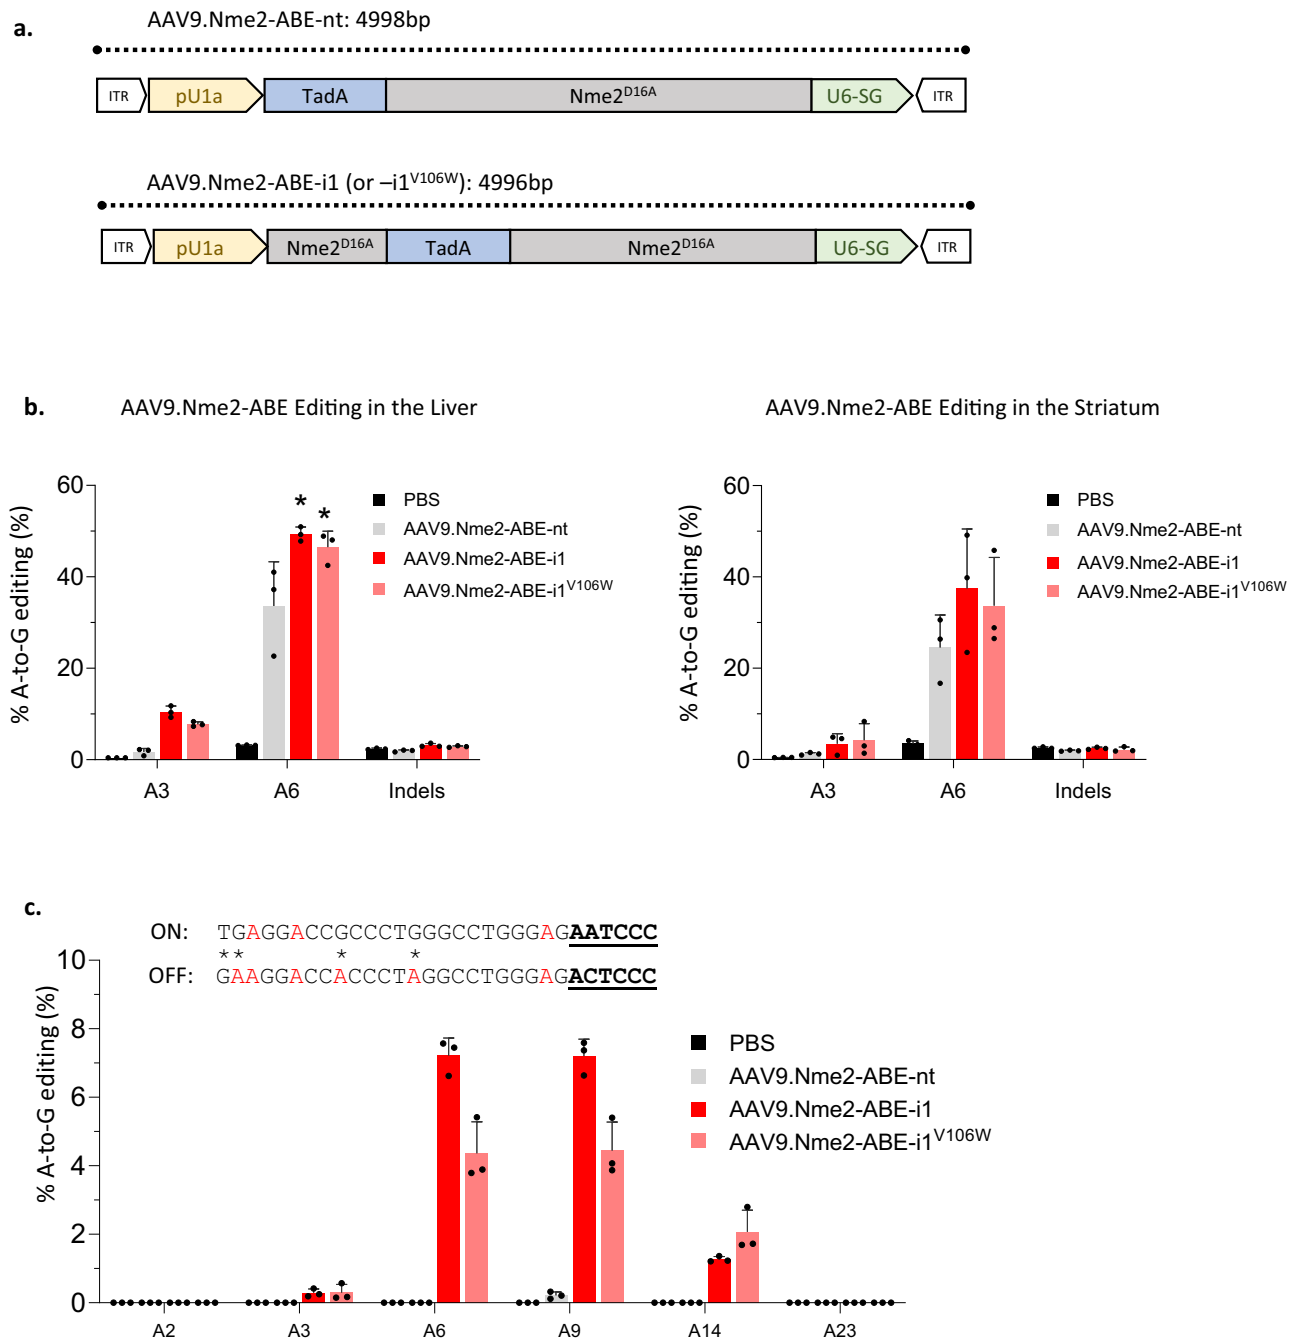 a.
AAV9.Nme2-ABE-nt: 4998bp
ITR pU1a TadA Nme2D16A U6-SG ITR
AAV9.Nme2-ABE-i1 (or –i1V106W): 4996bp
ITR pU1a Nme2D16A TadA Nme2D16A U6-SG ITR
b.
AAV9.Nme2-ABE Editing in the Liver
% A-to-G editing (%)
60
40
20
0
* *
PBS
AAV9.Nme2-ABE-nt
AAV9.Nme2-ABE-i1
AAV9.Nme2-ABE-i1V106W
A3 A6 Indels
AAV9.Nme2-ABE Editing in the Striatum
% A-to-G editing (%)
60
40
20
0
PBS
AAV9.Nme2-ABE-nt
AAV9.Nme2-ABE-i1
AAV9.Nme2-ABE-i1V106W
A3 A6 Indels
c.
ON: TGAGGACCGCCCTGGGCCTGGGAGAATCCC
** * *
OFF: GAAGGACCACCCTAGGCCTGGGAGACTCCC
% A-to-G editing (%)
10
8
6
4
2
0
PBS
AAV9.Nme2-ABE-nt
AAV9.Nme2-ABE-i1
AAV9.Nme2-ABE-i1V106W
A2 A3 A6 A9 A14 A23